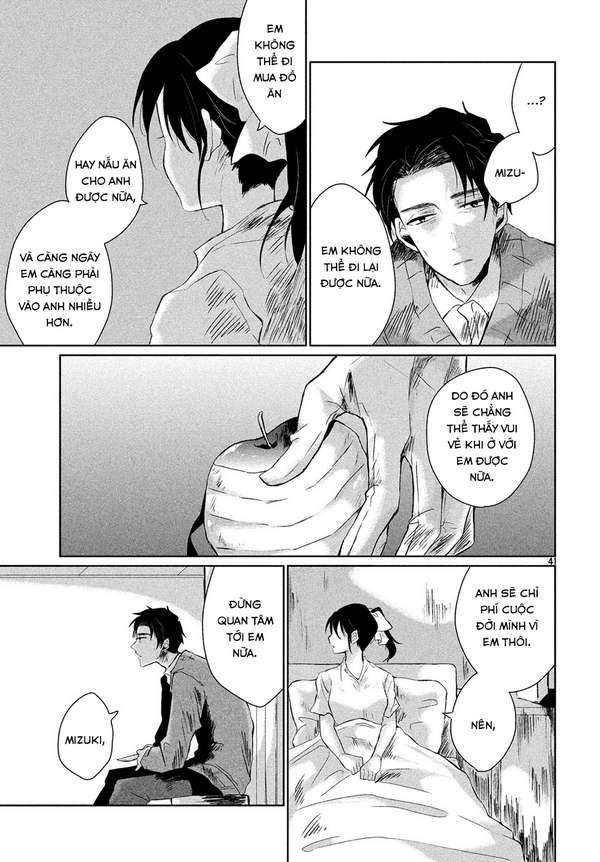 ...?
MIZU-
EM KHÔNG
THỂ ĐI LẠI
ĐƯỢC NỮA.
EM
KHÔNG
THỂ ĐI
MUA ĐỒ
ĂN
HAY NẤU ĂN
CHO ANH
ĐƯỢC NỮA,
VÀ CÀNG NGÀY
EM CÀNG PHẢI
PHỤ THUỘC
VÀO ANH NHIỀU
HƠN.
DO ĐÓ ANH
SẼ CHẲNG
THỂ THẤY VUI
VẺ KHI Ở VỚI
EM ĐƯỢC
NỮA.
41
ANH SẼ CHỈ
PHÍ CUỘC
ĐỜI MÌNH VÌ
EM THÔI.
NÊN,
ĐỪNG
QUAN TÂM
TỚI EM
NỮA.
MIZUKI,